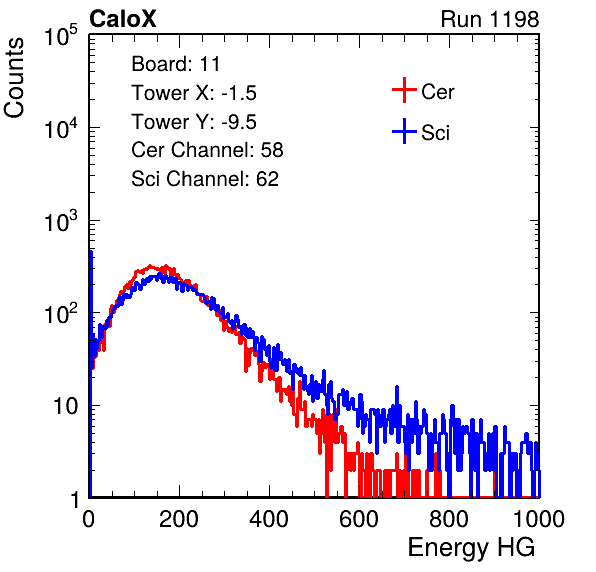 CaloX Run 1198
Counts
Board: 11
Tower X: -1.5
Tower Y: -9.5
Cer Channel: 58
Sci Channel: 62
Cer
Sci
10^5
10^4
10^3
10^2
10
1
0 200 400 600 800 1000
Energy HG